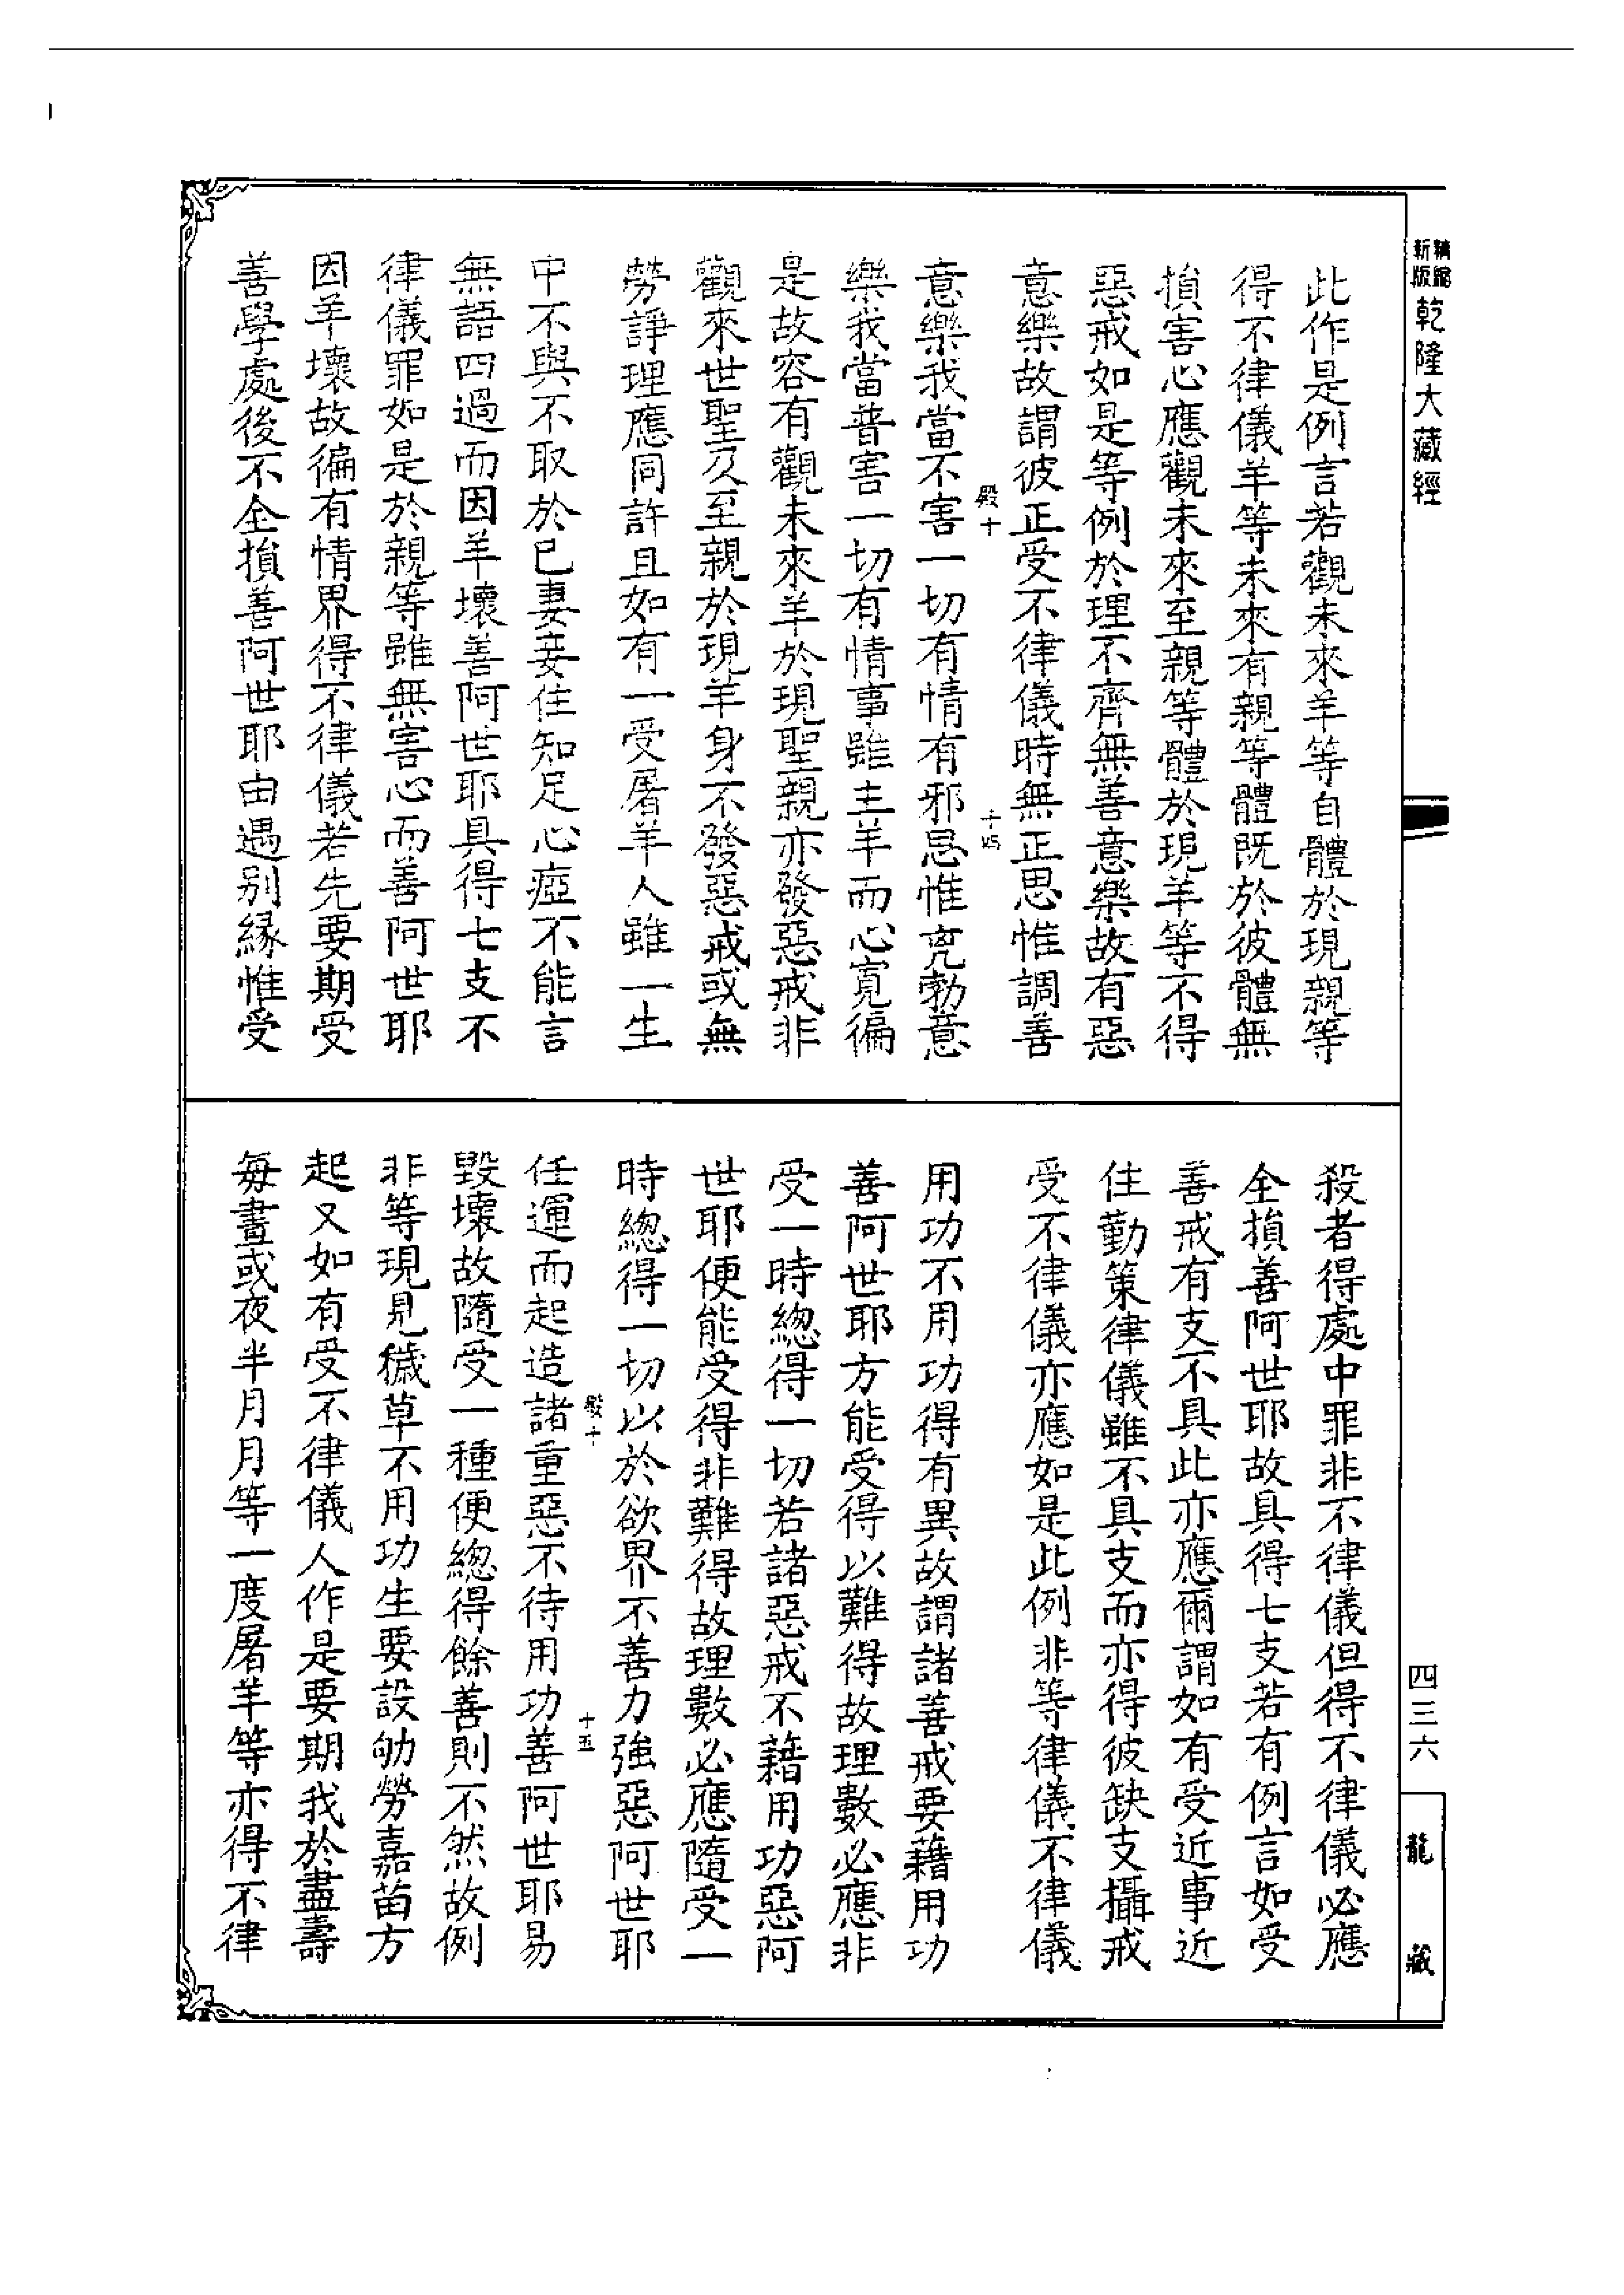 精縮
新版
乾隆大藏經
此作是例言若觀未來羊等自體於現親等
得不律儀羊等未來有親等體既於彼體無
損害心應觀未來至親等體於現羊等不得
惡戒如是等例於理不齊無善意樂故有惡
意樂故謂彼正受不律儀時無正思惟調善
殿十
意樂我當不害一切有情有邪思惟兇勃意
樂我當普害一切有情事雖主羊而心寬徧
是故容有觀未來羊於現聖親亦發惡戒非
觀來世聖乃至親於現羊身不發惡戒或無
勞諍理應同許且如有一受屠羊人雖一生
中不與不取於已妻妾住知足心瘂不能言
無語四過而因羊壞善阿世耶具得七支不
律儀罪如是於親等雖無害心而善阿世耶
因羊壞故徧有情界得不律儀若先要期受
善學處後不全損善阿世耶由遇別緣惟受
殺者得處中罪非不律儀但得不律儀必應
全損善阿世耶故具得七支若有例言如受
善戒有支不具此亦應爾謂如有受近事近
住勤策律儀雖不具支而亦得彼缺支攝戒
受不律儀亦應如是此例非等律儀不律儀
用功不用功得有異故謂諸善戒要藉用功
善阿世耶方能受得以難得故理數必應非
受一時總得一切若諸惡戒不藉用功惡阿
世耶便能受得非難得故理數必應隨受一
時總得一切以於欲界不善力強惡阿世耶
殿十
十五
任運而起造諸重惡不待用功善阿世耶易
毀壞故隨受一種便總得餘善則不然故例
非等現見穢草不用功生要設劬勞嘉苗方
起又如有受不律儀人作是要期我於盡壽
每晝或夜半月月等一度屠羊等亦得不律
四三六
龍藏